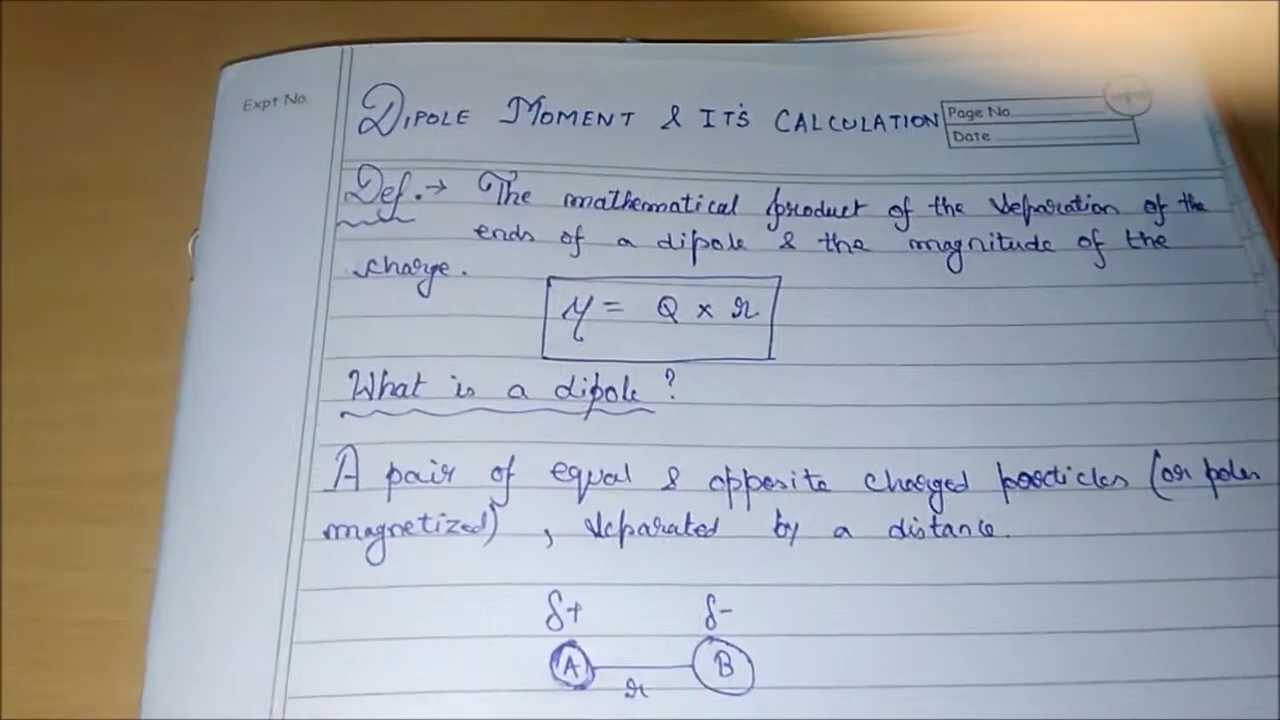 Expt No.
DIPOLE MOMENT & IT'S CALCULATION
Page No
Date
Def. → The mathematical product of the separation of the
ends of a dipole & the magnitude of the
charge.
μ = Q × r
What is a dipole ?
A pair of equal & opposite charged particles (or poles
magnetized) , separated by a distance.
δ+ δ-
A B
r